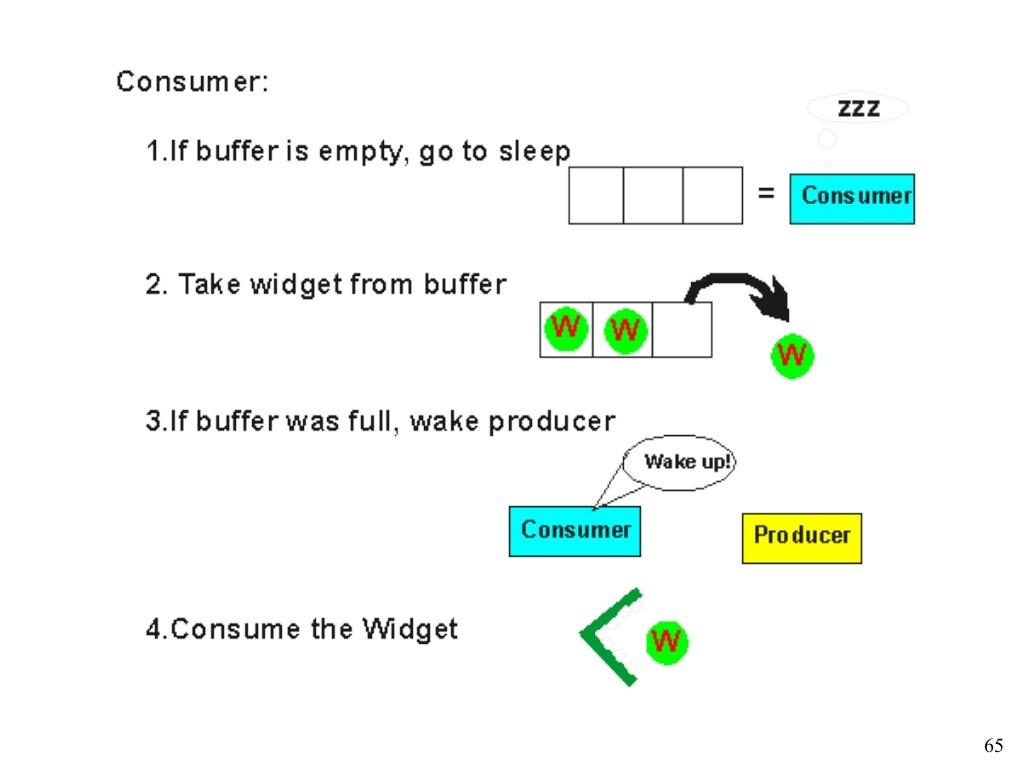 Consumer:
zzz
1.If buffer is empty, go to sleep
= Consumer
2. Take widget from buffer
W W
W
3.If buffer was full, wake producer
Wake up!
Consumer
Producer
4.Consume the Widget
W
65